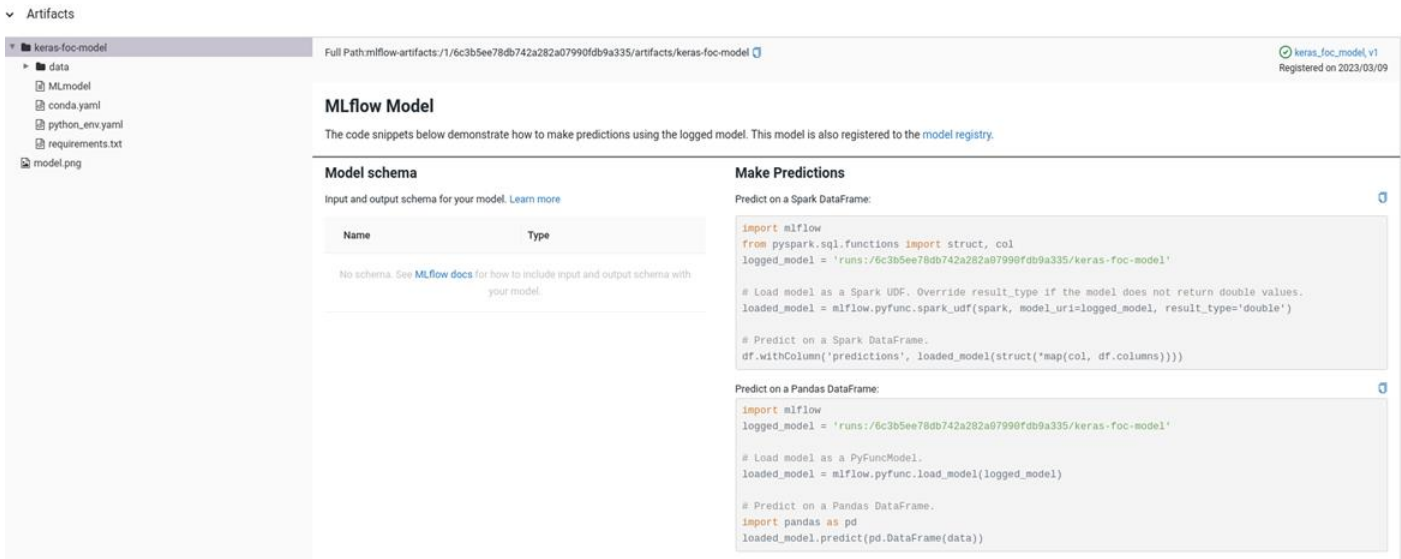 Artifacts
keras-foc-model
data
MLmodel
conda.yaml
python_env.yaml
requirements.txt
model.png
Full Path:mlflow-artifacts:/1/6c3b5ee78db742a282a07990fdb9a335/artifacts/keras-foc-model
keras_foc_model, v1
Registered on 2023/03/09
MLflow Model
The code snippets below demonstrate how to make predictions using the logged model. This model is also registered to the model registry.
Model schema
Input and output schema for your model. Learn more
Name Type
No schema. See MLflow docs for how to include input and output schema with
your model.
Make Predictions
Predict on a Spark DataFrame:
import mlflow
from pyspark.sql.functions import struct, col
logged_model = 'runs:/6c3b5ee78db742a282a07990fdb9a335/keras-foc-model'
# Load model as a Spark UDF. Override result_type if the model does not return double values.
loaded_model = mlflow.pyfunc.spark_udf(spark, model_uri=logged_model, result_type='double')
# Predict on a Spark DataFrame.
df.withColumn('predictions', loaded_model(struct(*map(col, df.columns))))
Predict on a Pandas DataFrame:
import mlflow
logged_model = 'runs:/6c3b5ee78db742a282a07990fdb9a335/keras-foc-model'
# Load model as a PyFuncModel.
loaded_model = mlflow.pyfunc.load_model(logged_model)
# Predict on a Pandas DataFrame.
import pandas as pd
loaded_model.predict(pd.DataFrame(data))